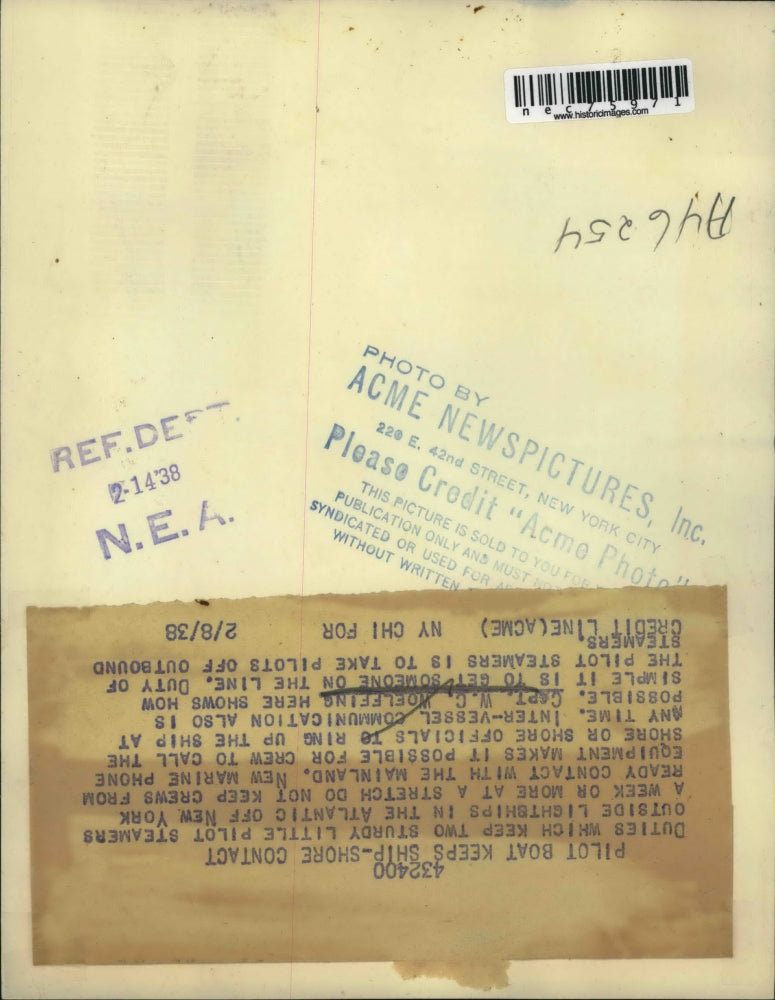 nec75971
www.historicimages.com
A46254
PHOTO BY
ACME NEWSPICTURES, Inc.
220 E. 42nd STREET, NEW YORK CITY
Please Credit "Acme Photo"
THIS PICTURE IS SOLD TO YOU FOR
PUBLICATION ONLY AND MUST NOT
SYNDICATED OR USED FOR
WITHOUT WRITTEN
REF. DEPT.
2-14'38
N.E.A.
432400
PILOT BOAT KEEPS SHIP-SHORE CONTACT
DUTIES WHICH KEEP TWO STURDY LITTLE PILOT STEAMERS
OUTSIDE LIGHTSHIPS IN THE ATLANTIC OFF NEW YORK
A WEEK OR MORE AT A STRETCH DO NOT KEEP CREWS FROM
READY CONTACT WITH THE MAINLAND. NEW MARINE PHONE
EQUIPMENT MAKES IT POSSIBLE FOR CREW TO CALL THE
SHORE OR SHORE OFFICIALS TO RING UP THE SHIP AT
ANY TIME. INTER-VESSEL COMMUNICATION ALSO IS
POSSIBLE. CAPT. W.C. WOELFLING HERE SHOWS HOW
SIMPLE IT IS TO GET SOMEONE ON THE LINE. DUTY OF
THE PILOT STEAMERS IS TO TAKE PILOTS OFF OUTBOUND
STEAMERS.
CREDIT LINE(ACME) NY CHI FOR 2/8/38